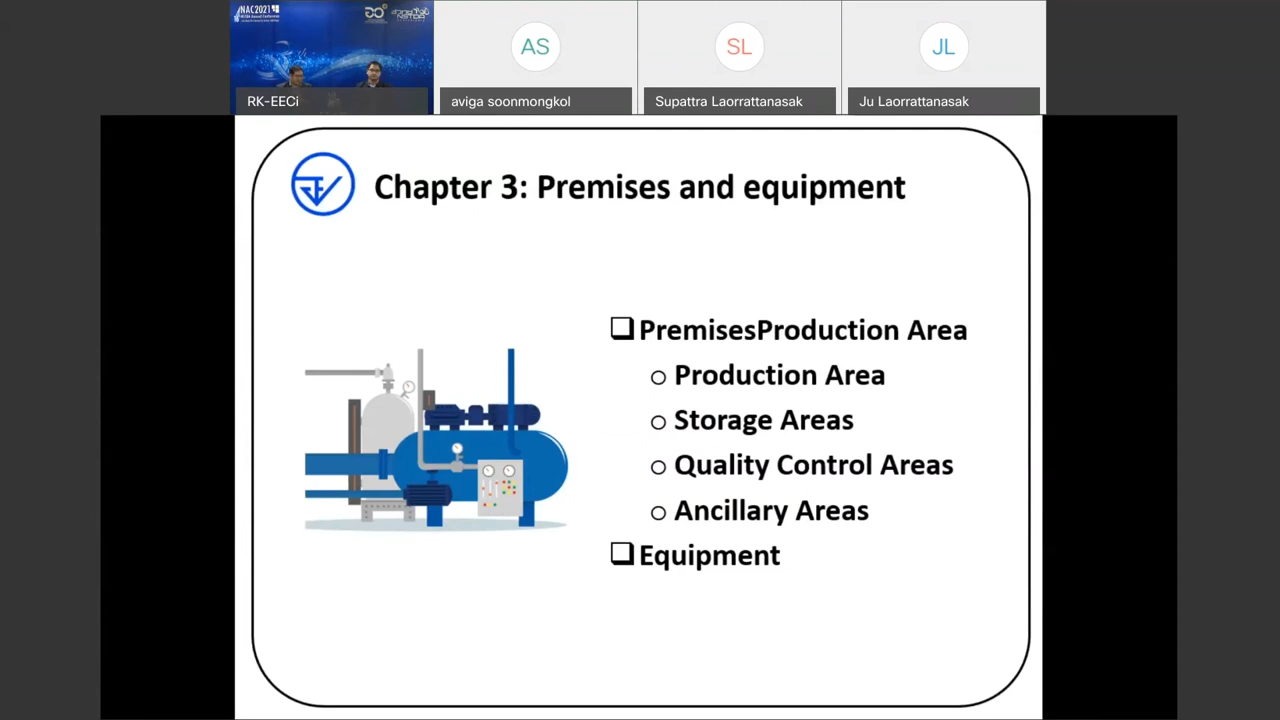 NAC2021
RK-EECi
AS
aviga soonmongkol
SL
Supattra Laorrattanasak
JL
Ju Laorrattanasak
Chapter 3: Premises and equipment
PremisesProduction Area
Production Area
Storage Areas
Quality Control Areas
Ancillary Areas
Equipment